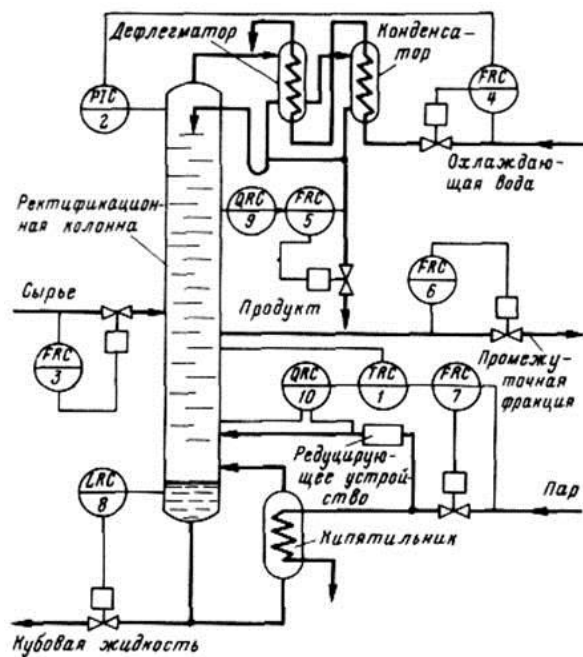 Дефлегматор
Конденса-
тор
PIC
2
FRC
4
Охлаждаю-
щая вода
Ректификацион-
ная колонна
QRC
9
FRC
5
FRC
6
Сырье
Продукт
FRC
3
Промежу-
точная
фракция
QRC
10
TRC
1
FRC
7
Редуцирую-
щее устрой-
ство
LRC
8
Пар
Кипятильник
Кубовая жидкость